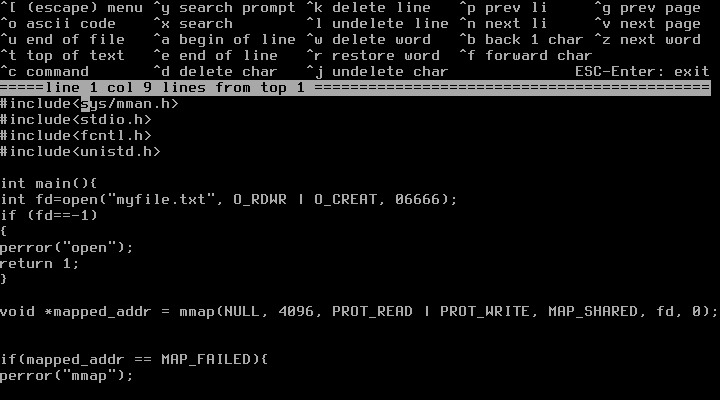 ^[ (escape) menu ^y search prompt ^k delete line ^p prev li ^g prev page
^o ascii code ^x search ^l undelete line ^n next li ^v next page
^u end of file ^a begin of line ^w delete word ^b back 1 char ^z next word
^t top of text ^e end of line ^r restore word ^f forward char
^c command ^d delete char ^j undelete char ESC-Enter: exit
=====line 1 col 9 lines from top 1 ============================================
#include<sys/mman.h>
#include<stdio.h>
#include<fcntl.h>
#include<unistd.h>
int main(){
int fd=open("myfile.txt", O_RDWR | O_CREAT, 06666);
if (fd==-1)
{
perror("open");
return 1;
}
void *mapped_addr = mmap(NULL, 4096, PROT_READ | PROT_WRITE, MAP_SHARED, fd, 0);
if(mapped_addr == MAP_FAILED){
perror("mmap");